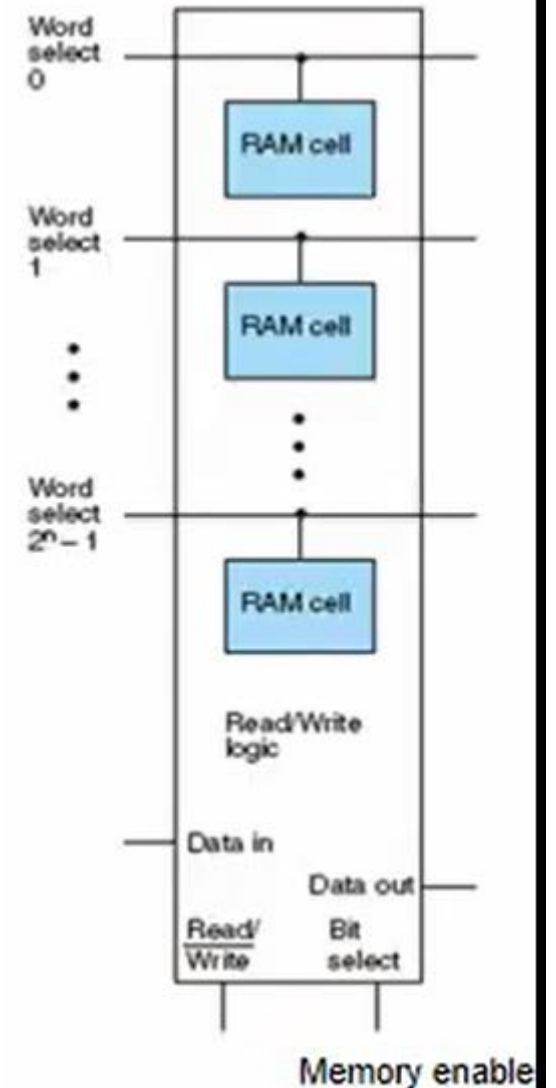 Word
select
0
RAM cell
Word
select
1
RAM cell
Word
select
2ⁿ – 1
RAM cell
Read/Write
logic
Data in
Data out
Read/
Write
Bit
select
Memory enable